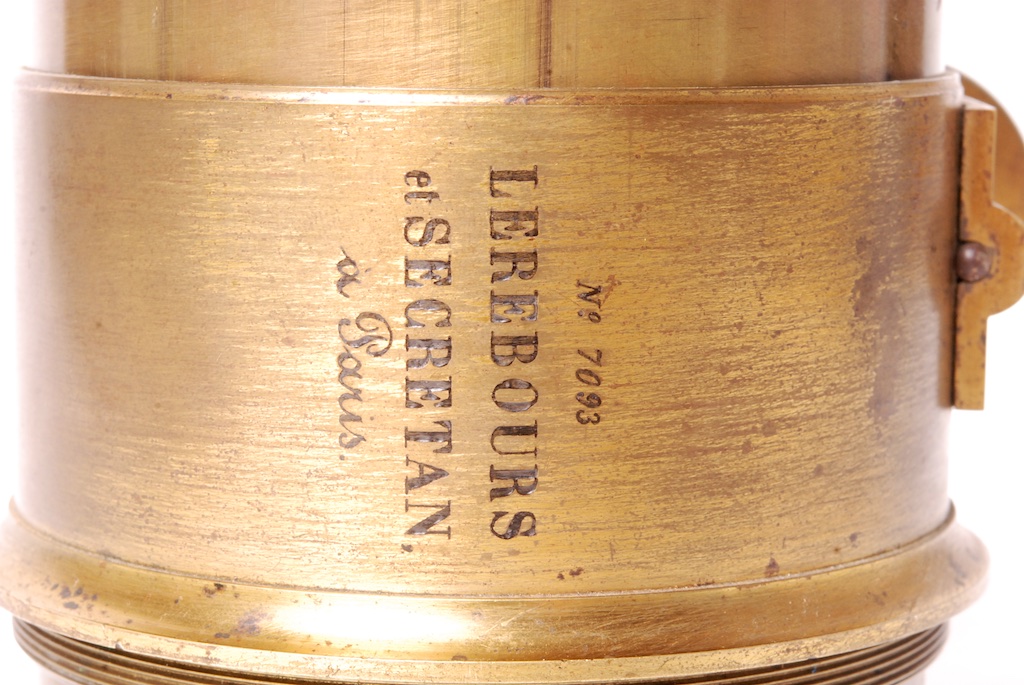 Nº 7093
LEREBOURS
et SECRETAN.
à Paris.